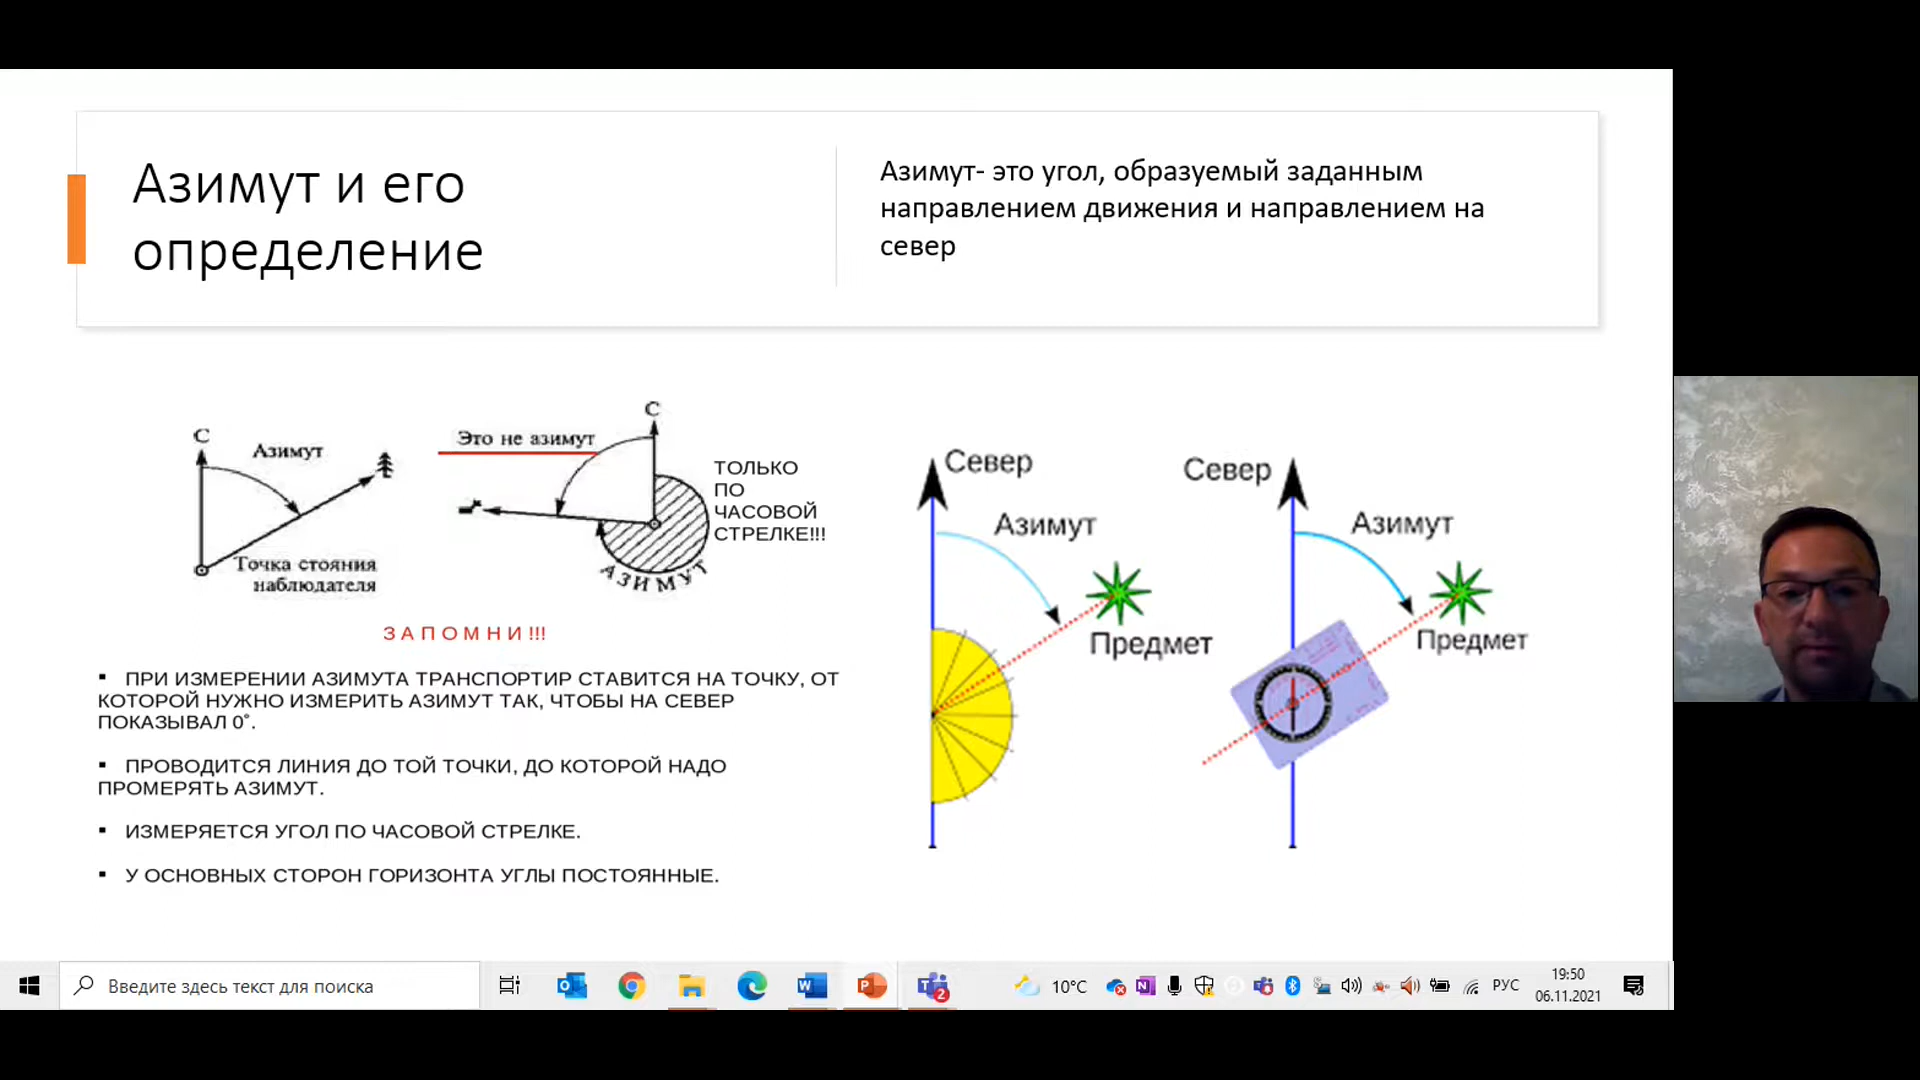 Азимут и его
определение
Азимут- это угол, образуемый заданным
направлением движения и направлением на
север
С
Азимут
Точка стояния
наблюдателя
С
Это не азимут
АЗИМУТ
ТОЛЬКО
ПО
ЧАСОВОЙ
СТРЕЛКЕ!!!
З А П О М Н И !!!
▪ ПРИ ИЗМЕРЕНИИ АЗИМУТА ТРАНСПОРТИР СТАВИТСЯ НА ТОЧКУ, ОТ
КОТОРОЙ НУЖНО ИЗМЕРИТЬ АЗИМУТ ТАК, ЧТОБЫ НА СЕВЕР
ПОКАЗЫВАЛ 0°.
▪ ПРОВОДИТСЯ ЛИНИЯ ДО ТОЙ ТОЧКИ, ДО КОТОРОЙ НАДО
ПРОМЕРЯТЬ АЗИМУТ.
▪ ИЗМЕРЯЕТСЯ УГОЛ ПО ЧАСОВОЙ СТРЕЛКЕ.
▪ У ОСНОВНЫХ СТОРОН ГОРИЗОНТА УГЛЫ ПОСТОЯННЫЕ.
Север
Азимут
Предмет
Север
Азимут
Предмет
Введите здесь текст для поиска
10°C
РУС
19:50
06.11.2021
2